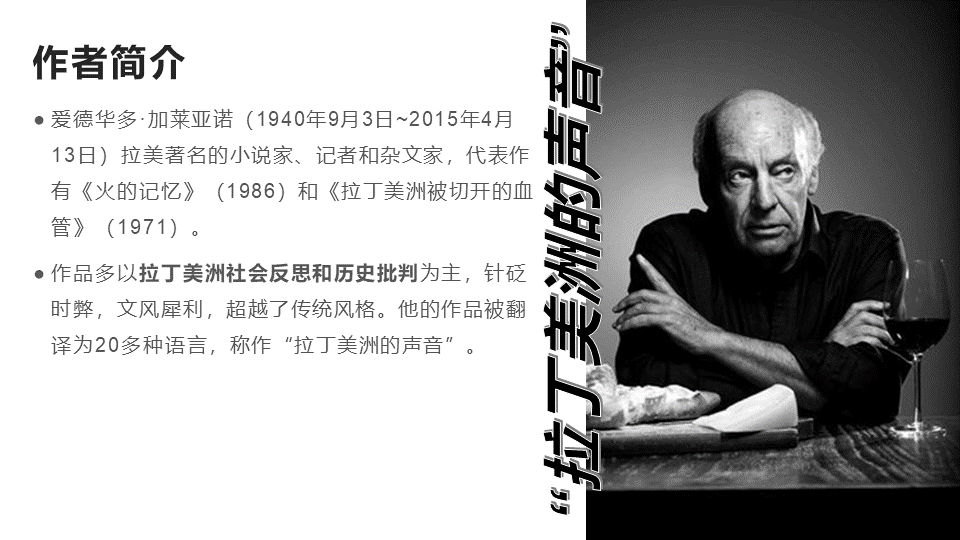 作者简介
●爱德华多·加莱亚诺（1940年9月3日~2015年4月
13日）拉美著名的小说家、记者和杂文家，代表作
有《火的记忆》（1986）和《拉丁美洲被切开的血
管》（1971）。
●作品多以拉丁美洲社会反思和历史批判为主，针砭
时弊，文风犀利，超越了传统风格。他的作品被翻
译为20多种语言，称作“拉丁美洲的声音”。
“拉丁美洲的声音”